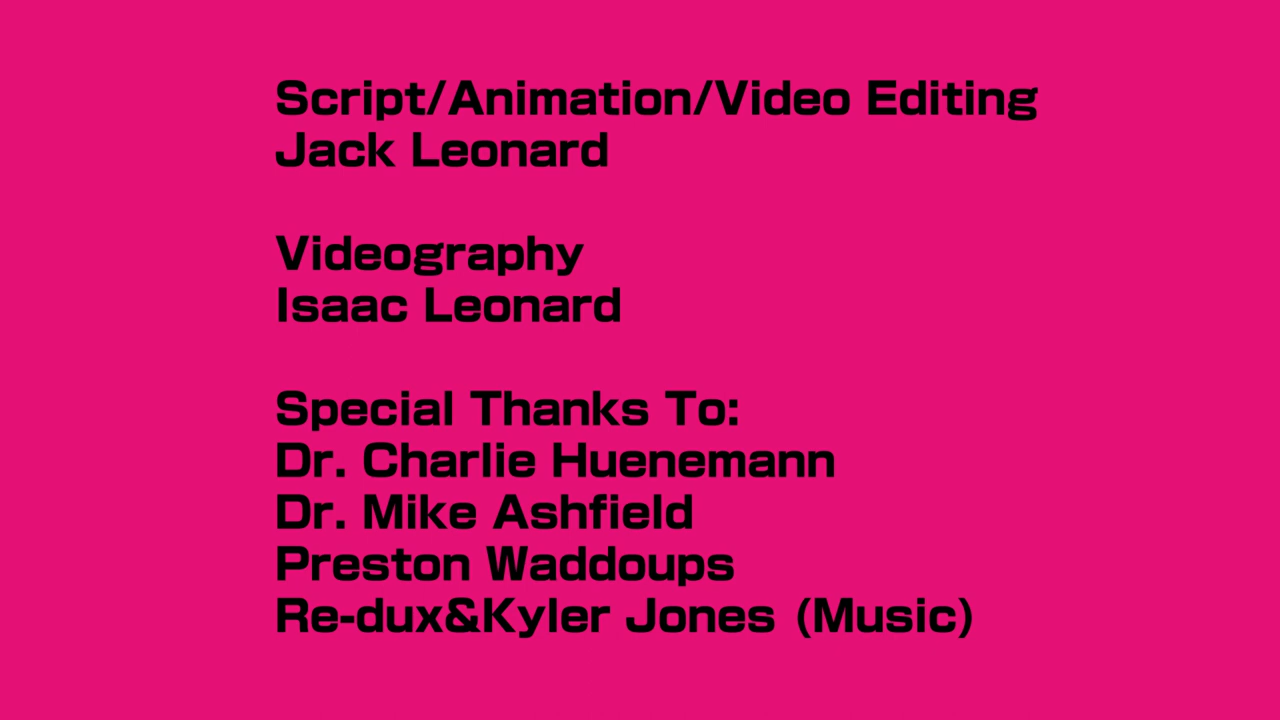 Script/Animation/Video Editing
Jack Leonard
Videography
Isaac Leonard
Special Thanks To:
Dr. Charlie Huenemann
Dr. Mike Ashfield
Preston Waddoups
Re-dux&Kyler Jones (Music)